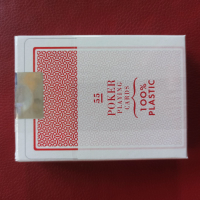 55
POKER
PLAYING
CARDS
100%
PLASTIC